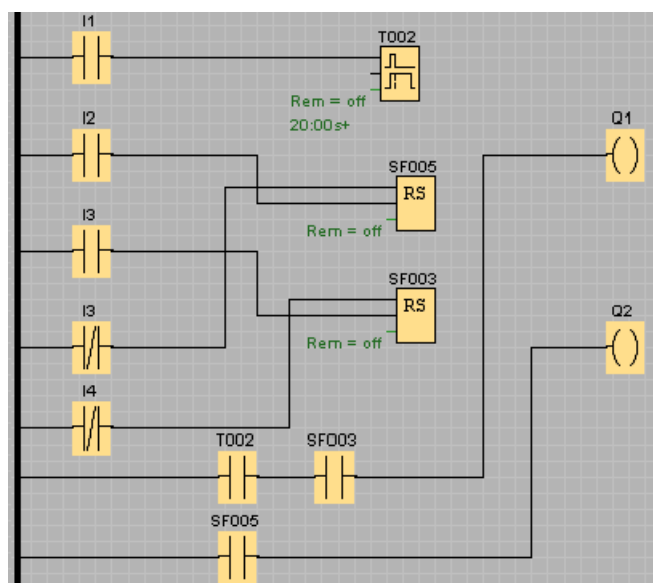 I1
T002
Rem = off
20:00s+
I2
Q1
SF005
RS
Rem = off
I3
SF003
RS
Rem = off
I3
Q2
I4
T002 SF003
SF005